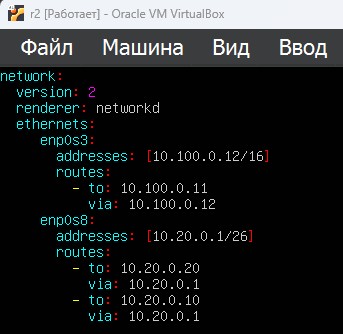 r2 [Работает] - Oracle VM VirtualBox
Файл Машина Вид Ввод
network:
  version: 2
  renderer: networkd
  ethernets:
     enp0s3:
       addresses: [10.100.0.12/16]
       routes:
         - to: 10.100.0.11
           via: 10.100.0.12
     enp0s8:
       addresses: [10.20.0.1/26]
       routes:
         - to: 10.20.0.20
           via: 10.20.0.1
         - to: 10.20.0.10
           via: 10.20.0.1